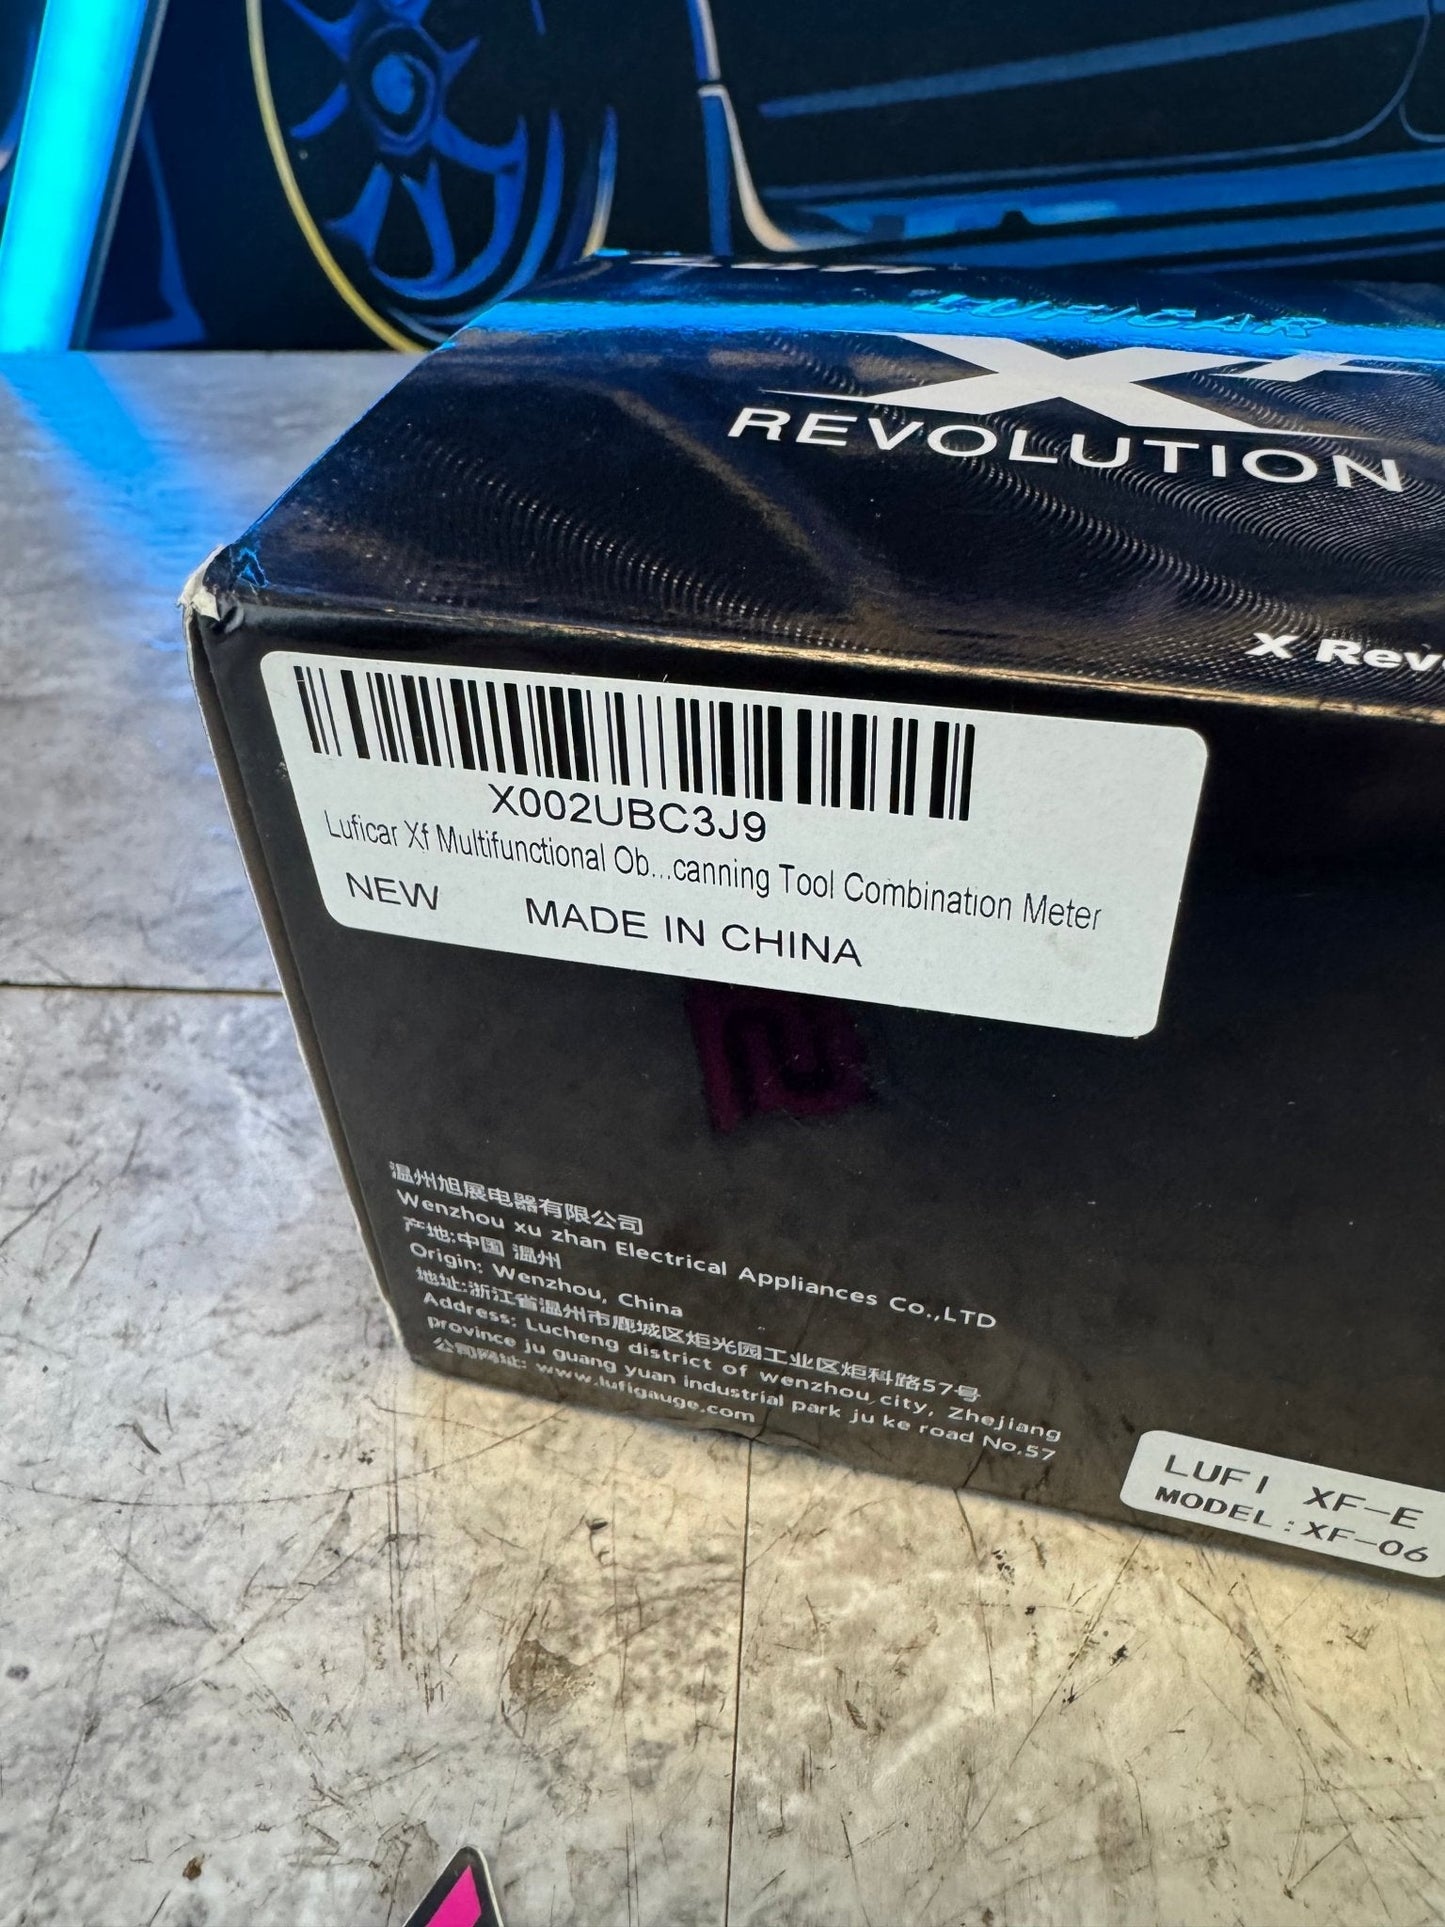 LUFICAR
XF
REVOLUTION
X Rev
X002UBC3J9
Luficar Xf Multifunctional Ob...canning Tool Combination Meter
NEW MADE IN CHINA
温州旭展电器有限公司
Wenzhou xu zhan Electrical Appliances Co.,LTD
产地:中国 温州
Origin: Wenzhou, China
地址:浙江省温州市鹿城区炬光园工业区炬科路57号
Address: Lucheng district of wenzhou city, Zhejiang
province ju guang yuan industrial park ju ke road No.57
公司网址: www.lufigauge.com
LUFI XF-E
MODEL:XF-06